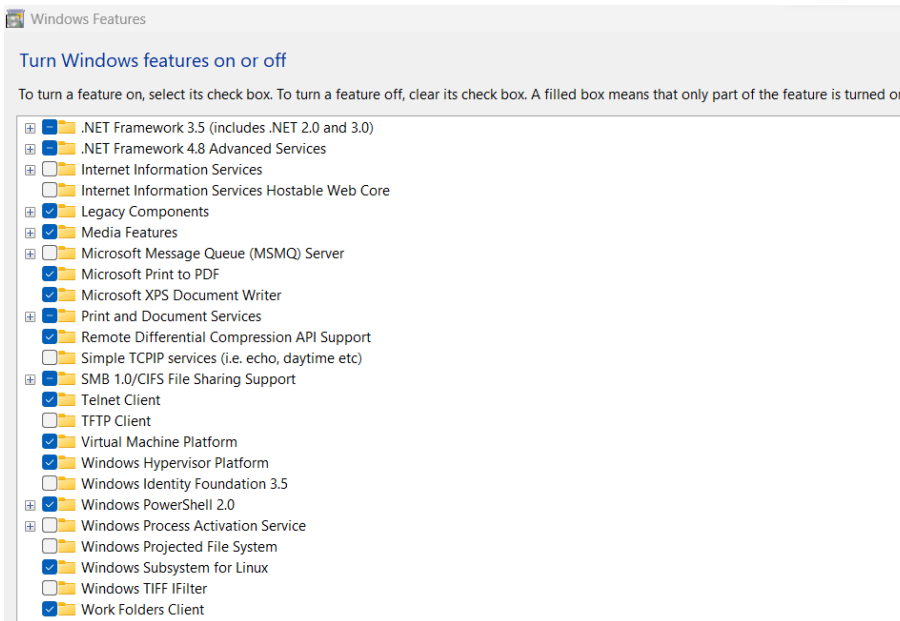 Windows Features
Turn Windows features on or off
To turn a feature on, select its check box. To turn a feature off, clear its check box. A filled box means that only part of the feature is turned
.NET Framework 3.5 (includes .NET 2.0 and 3.0)
.NET Framework 4.8 Advanced Services
Internet Information Services
Internet Information Services Hostable Web Core
Legacy Components
Media Features
Microsoft Message Queue (MSMQ) Server
Microsoft Print to PDF
Microsoft XPS Document Writer
Print and Document Services
Remote Differential Compression API Support
Simple TCPIP services (i.e. echo, daytime etc)
SMB 1.0/CIFS File Sharing Support
Telnet Client
TFTP Client
Virtual Machine Platform
Windows Hypervisor Platform
Windows Identity Foundation 3.5
Windows PowerShell 2.0
Windows Process Activation Service
Windows Projected File System
Windows Subsystem for Linux
Windows TIFF IFilter
Work Folders Client